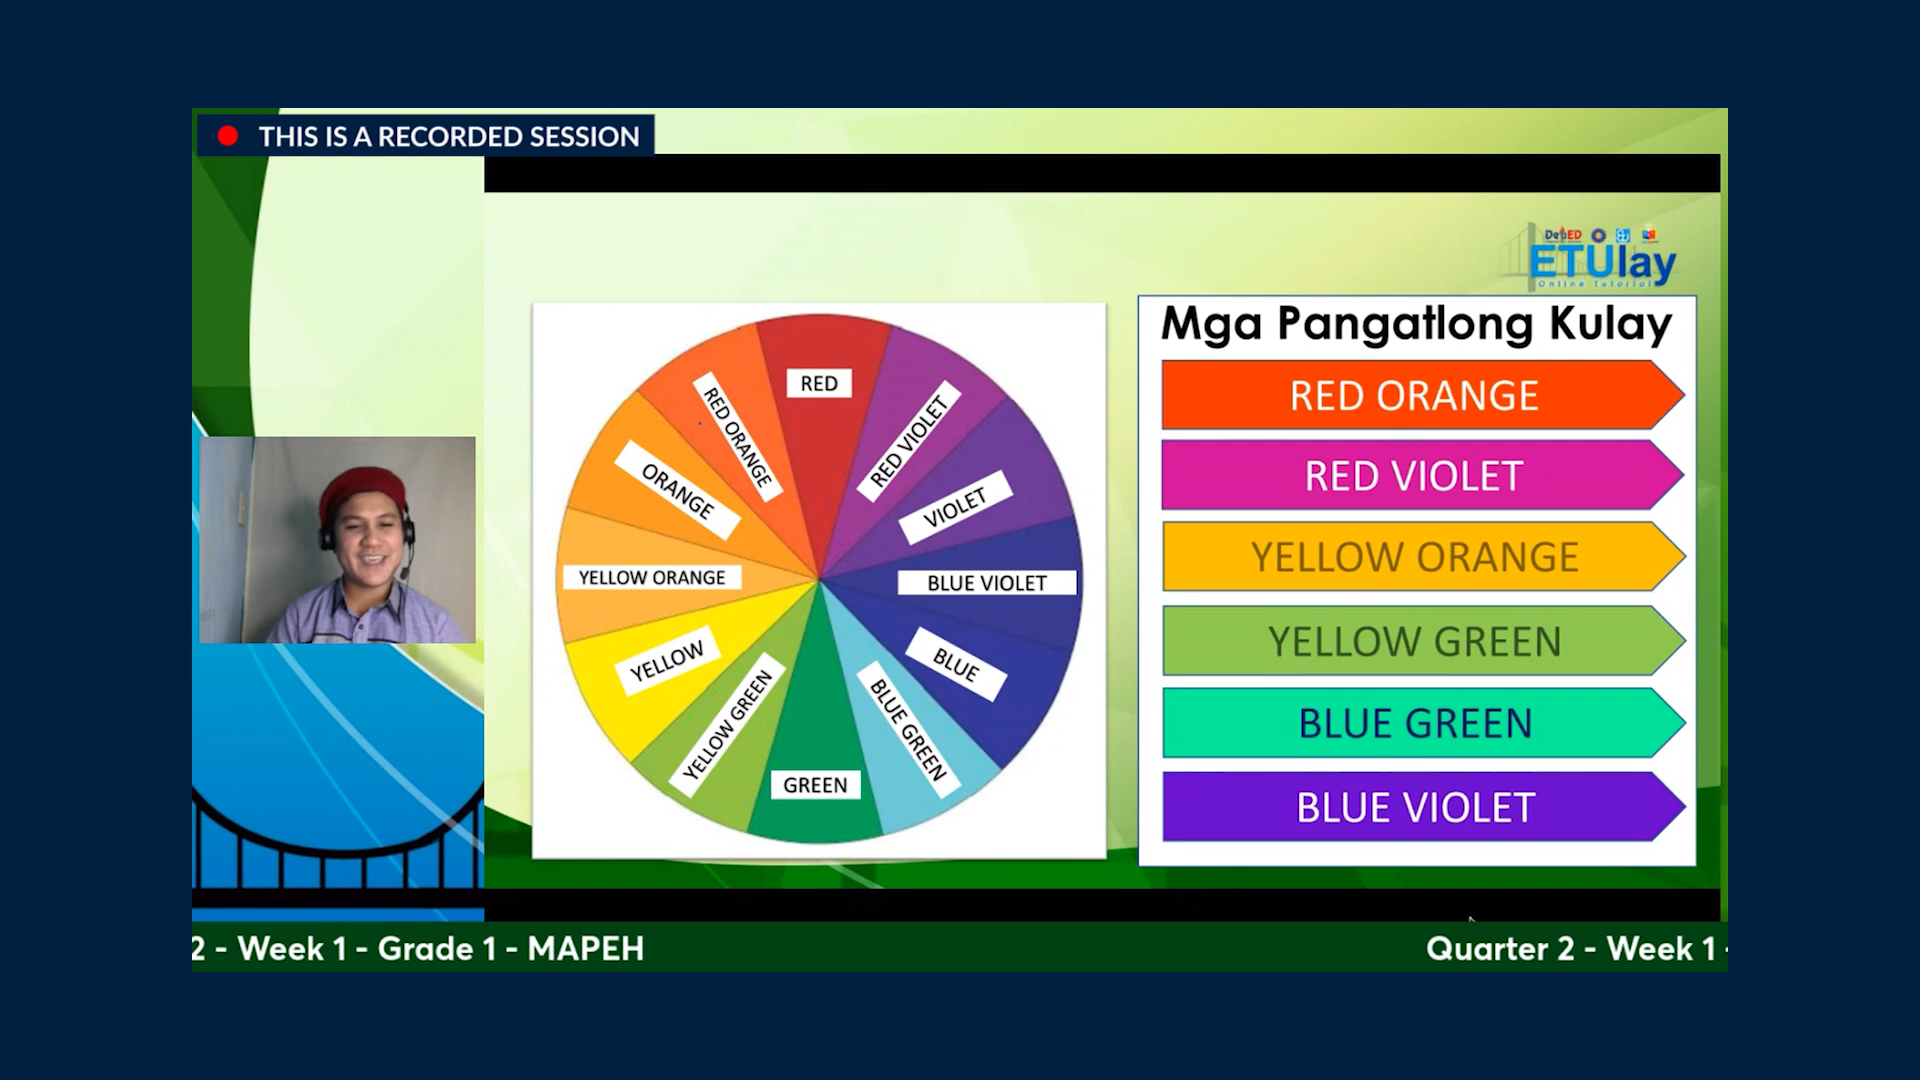 THIS IS A RECORDED SESSION
DepED
ETUlay
Online Tutorial
RED
RED ORANGE
RED VIOLET
ORANGE
VIOLET
YELLOW ORANGE
BLUE VIOLET
YELLOW
BLUE
YELLOW GREEN
BLUE GREEN
GREEN
Mga Pangatlong Kulay
RED ORANGE
RED VIOLET
YELLOW ORANGE
YELLOW GREEN
BLUE GREEN
BLUE VIOLET
2 - Week 1 - Grade 1 - MAPEH
Quarter 2 - Week 1 -